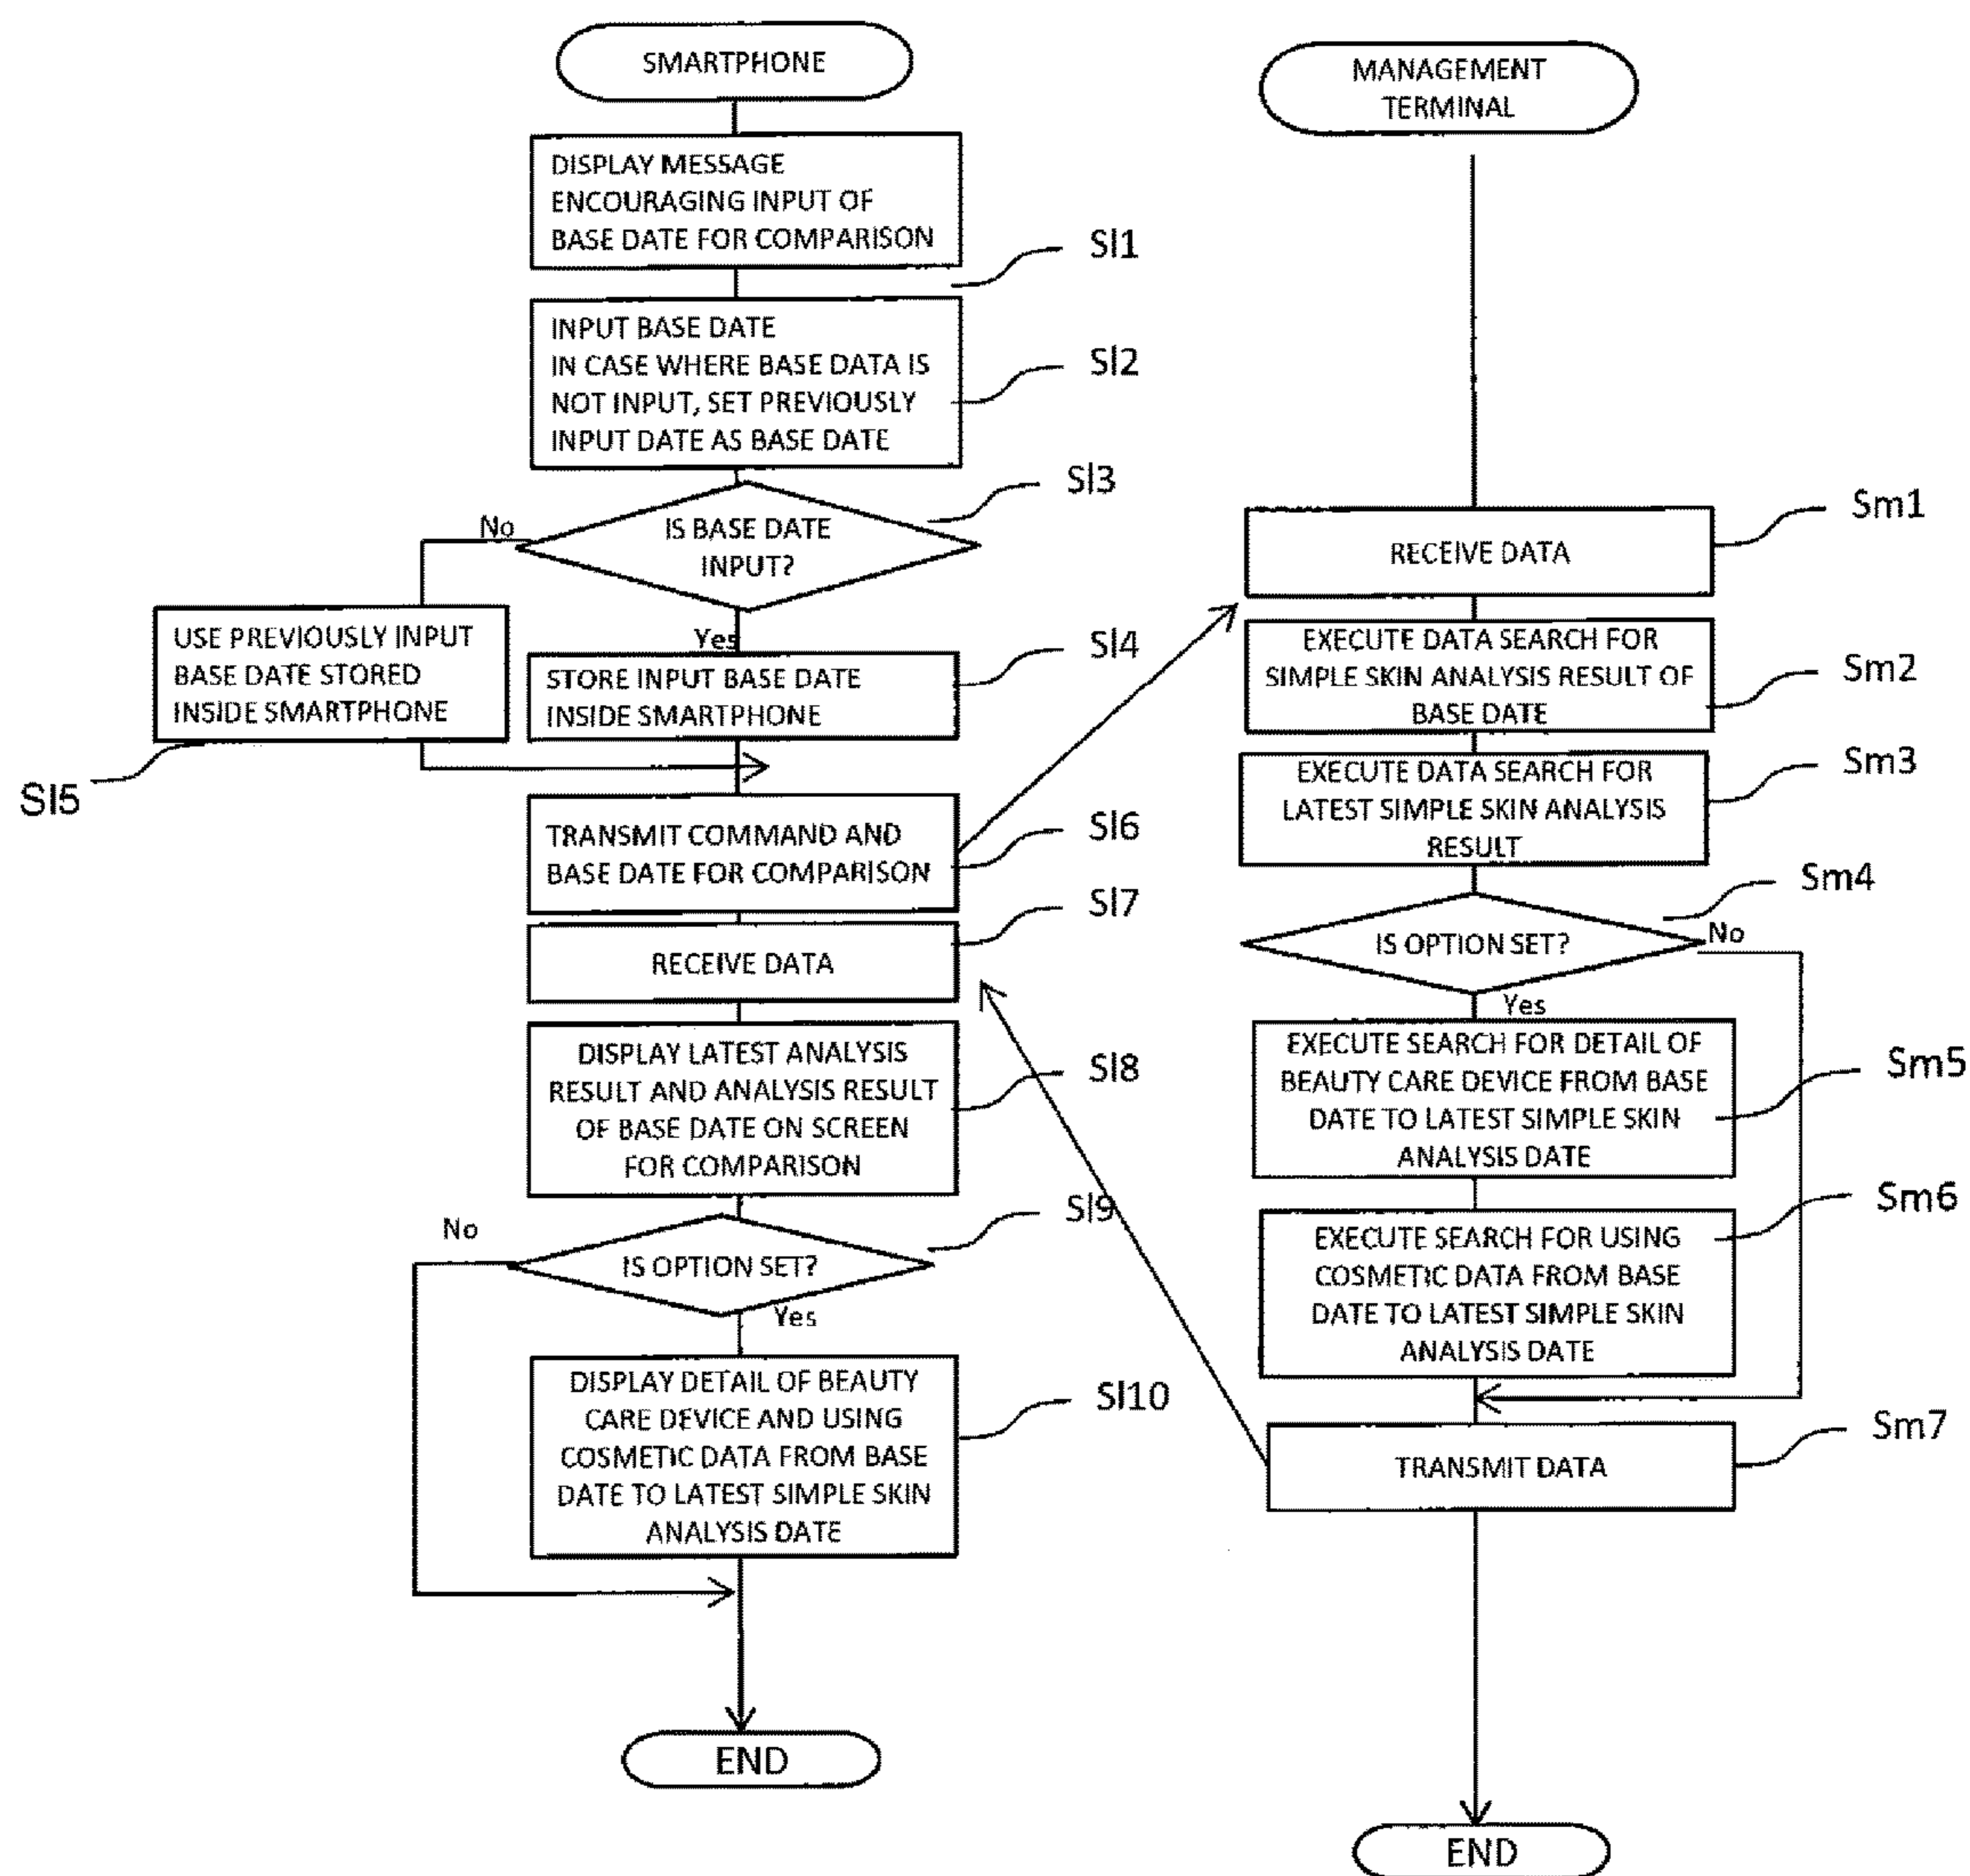 SMARTPHONE
DISPLAY MESSAGE
ENCOURAGING INPUT OF
BASE DATE FOR COMPARISON
Sl1
INPUT BASE DATE
IN CASE WHERE BASE DATA IS
NOT INPUT, SET PREVIOUSLY
INPUT DATE AS BASE DATE
Sl2
IS BASE DATE
INPUT?
Sl3
No
Yes
USE PREVIOUSLY INPUT
BASE DATE STORED
INSIDE SMARTPHONE
Sl5
STORE INPUT BASE DATE
INSIDE SMARTPHONE
Sl4
TRANSMIT COMMAND AND
BASE DATE FOR COMPARISON
Sl6
RECEIVE DATA
Sl7
DISPLAY LATEST ANALYSIS
RESULT AND ANALYSIS RESULT
OF BASE DATE ON SCREEN
FOR COMPARISON
Sl8
IS OPTION SET?
Sl9
No
Yes
DISPLAY DETAIL OF BEAUTY
CARE DEVICE AND USING
COSMETIC DATA FROM BASE
DATE TO LATEST SIMPLE SKIN
ANALYSIS DATE
Sl10
END
MANAGEMENT
TERMINAL
RECEIVE DATA
Sm1
EXECUTE DATA SEARCH FOR
SIMPLE SKIN ANALYSIS RESULT OF
BASE DATE
Sm2
EXECUTE DATA SEARCH FOR
LATEST SIMPLE SKIN ANALYSIS
RESULT
Sm3
IS OPTION SET?
Sm4
No
Yes
EXECUTE SEARCH FOR DETAIL OF
BEAUTY CARE DEVICE FROM BASE
DATE TO LATEST SIMPLE SKIN
ANALYSIS DATE
Sm5
EXECUTE SEARCH FOR USING
COSMETIC DATA FROM BASE
DATE TO LATEST SIMPLE SKIN
ANALYSIS DATE
Sm6
TRANSMIT DATA
Sm7
END